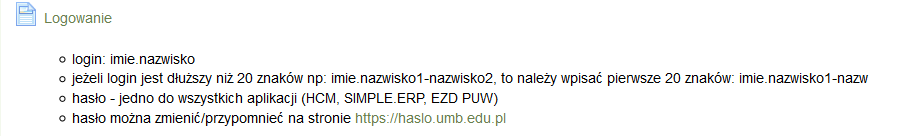 Logowanie
login: imie.nazwisko
jeżeli login jest dłuższy niż 20 znaków np: imie.nazwisko1-nazwisko2, to należy wpisać pierwsze 20 znaków: imie.nazwisko1-nazw
hasło - jedno do wszystkich aplikacji (HCM, SIMPLE.ERP, EZD PUW)
hasło można zmienić/przypomnieć na stronie https://haslo.umb.edu.pl